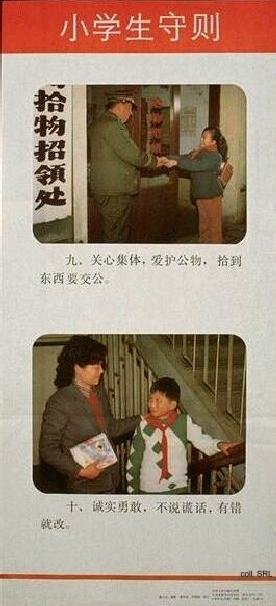 小学生守则
拾物招领处
九、关心集体，爱护公物，拾到
东西要交公。
十、诚实勇敢，不说谎话，有错
就改。
coll. SRL